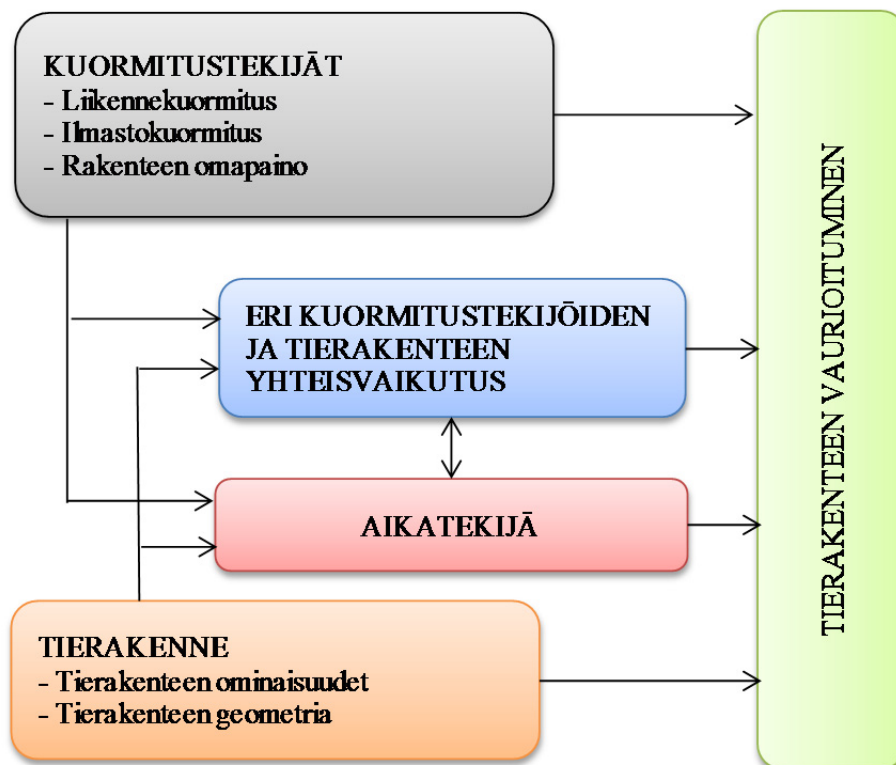 KUORMITUSTEKIJÄT
- Liikennekuormitus
- Ilmastokuormitus
- Rakenteen omapaino
ERI KUORMITUSTEKIJÖIDEN
JA TIERAKENTEEN
YHTEISVAIKUTUS
AIKATEKIJÄ
TIERAKENNE
- Tierakenteen ominaisuudet
- Tierakenteen geometria
TIERAKENTEEN VAURIOITUMINEN